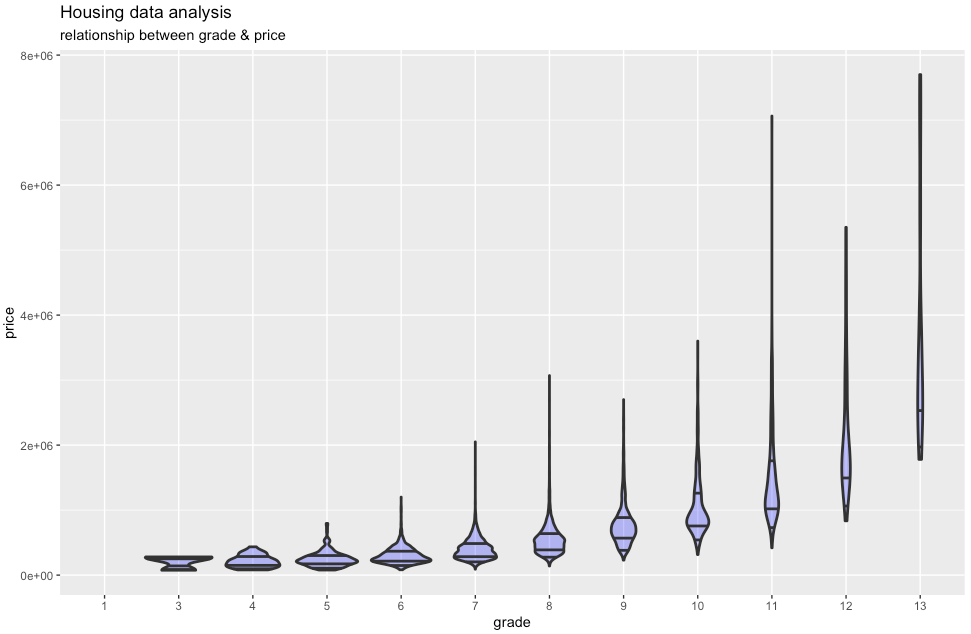 Housing data analysis
relationship between grade & price
8e+06
6e+06
4e+06
2e+06
0e+00
price
1 3 4 5 6 7 8 9 10 11 12 13
grade